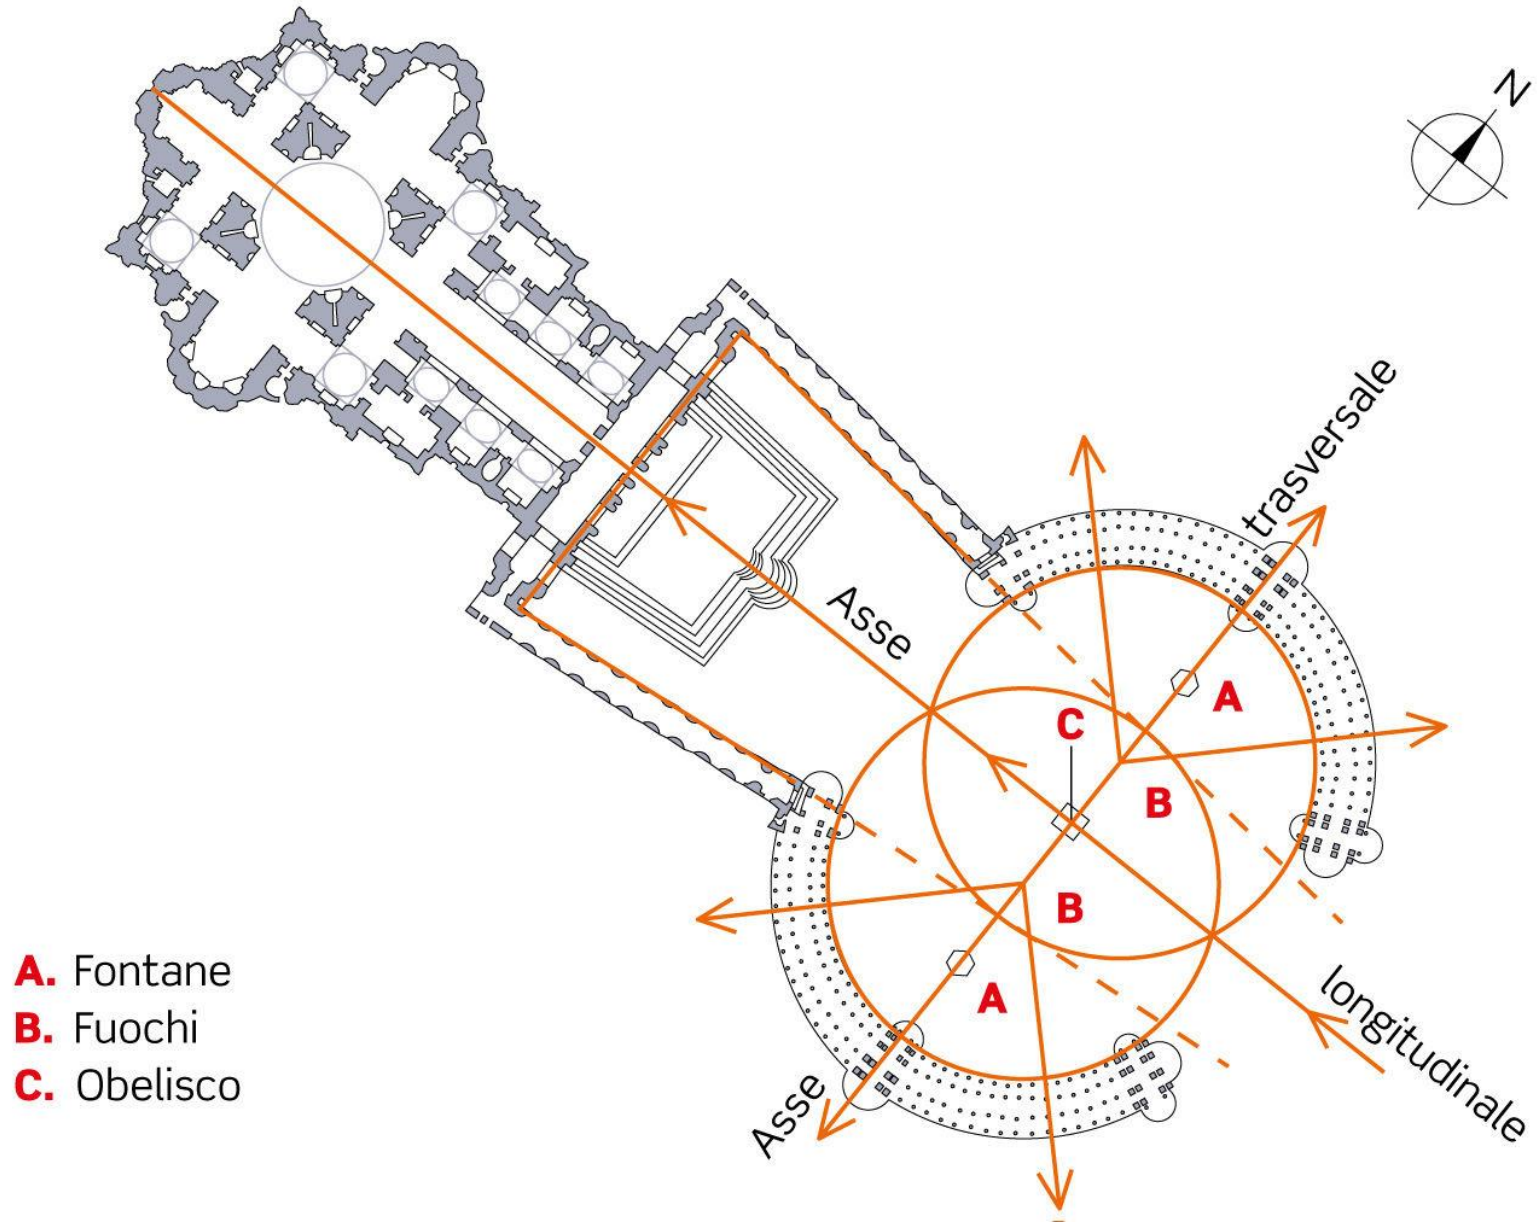 N
trasversale
Asse
A
C
B
B
A
longitudinale
Asse
A. Fontane
B. Fuochi
C. Obelisco